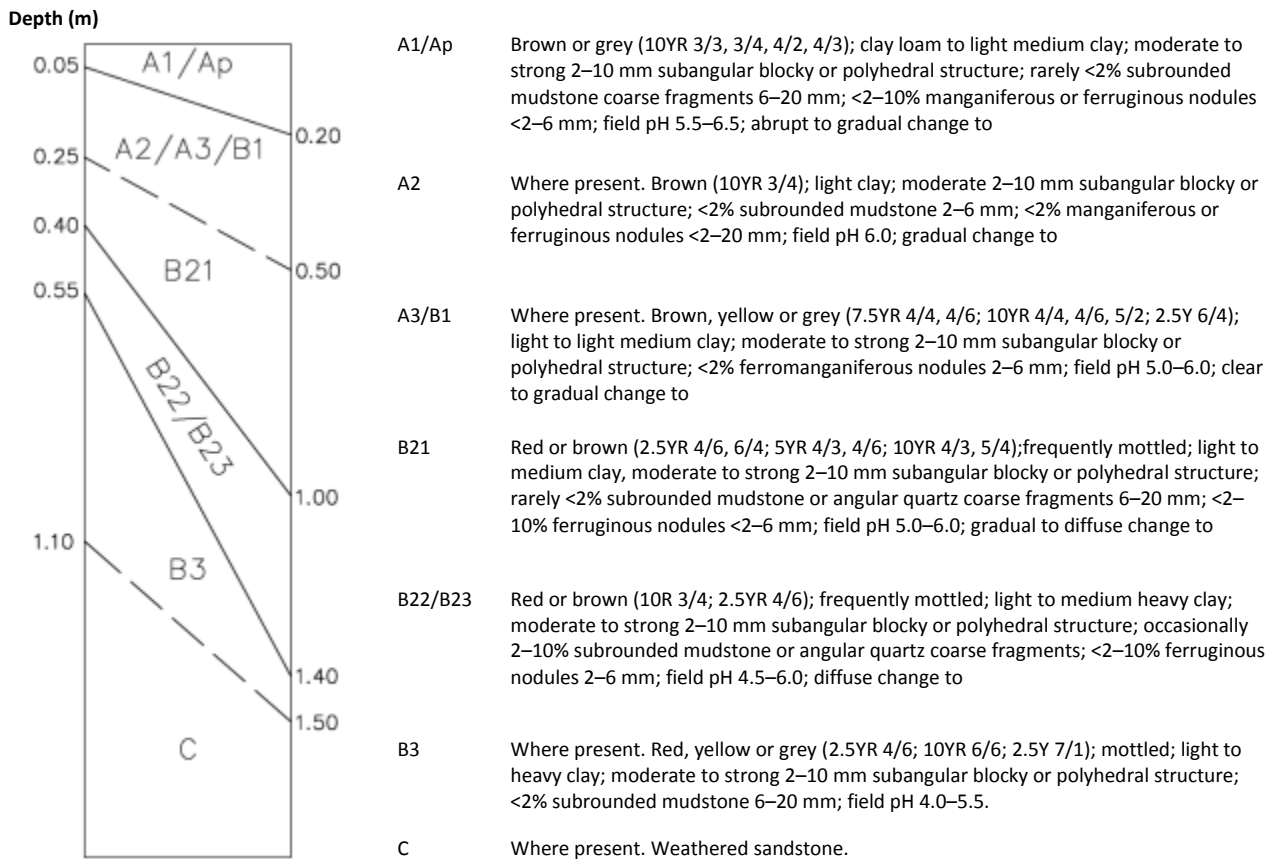 Depth (m)
0.05
0.25
0.40
0.55
1.10
A1/Ap
A2/A3/B1
B21
B22/B23
B3
C
0.20
0.50
1.00
1.40
1.50
A1/Ap Brown or grey (10YR 3/3, 3/4, 4/2, 4/3); clay loam to light medium clay; moderate to
strong 2–10 mm subangular blocky or polyhedral structure; rarely <2% subrounded
mudstone coarse fragments 6–20 mm; <2–10% manganiferous or ferruginous nodules
<2–6 mm; field pH 5.5–6.5; abrupt to gradual change to
A2 Where present. Brown (10YR 3/4); light clay; moderate 2–10 mm subangular blocky or
polyhedral structure; <2% subrounded mudstone 2–6 mm; <2% manganiferous or
ferruginous nodules <2–20 mm; field pH 6.0; gradual change to
A3/B1 Where present. Brown, yellow or grey (7.5YR 4/4, 4/6; 10YR 4/4, 4/6, 5/2; 2.5Y 6/4);
light to light medium clay; moderate to strong 2–10 mm subangular blocky or
polyhedral structure; <2% ferromanganiferous nodules 2–6 mm; field pH 5.0–6.0; clear
to gradual change to
B21 Red or brown (2.5YR 4/6, 6/4; 5YR 4/3, 4/6; 10YR 4/3, 5/4);frequently mottled; light to
medium clay, moderate to strong 2–10 mm subangular blocky or polyhedral structure;
rarely <2% subrounded mudstone or angular quartz coarse fragments 6–20 mm; <2–
10% ferruginous nodules <2–6 mm; field pH 5.0–6.0; gradual to diffuse change to
B22/B23 Red or brown (10R 3/4; 2.5YR 4/6); frequently mottled; light to medium heavy clay;
moderate to strong 2–10 mm subangular blocky or polyhedral structure; occasionally
2–10% subrounded mudstone or angular quartz coarse fragments; <2–10% ferruginous
nodules 2–6 mm; field pH 4.5–6.0; diffuse change to
B3 Where present. Red, yellow or grey (2.5YR 4/6; 10YR 6/6; 2.5Y 7/1); mottled; light to
heavy clay; moderate to strong 2–10 mm subangular blocky or polyhedral structure;
<2% subrounded mudstone 6–20 mm; field pH 4.0–5.5.
C Where present. Weathered sandstone.